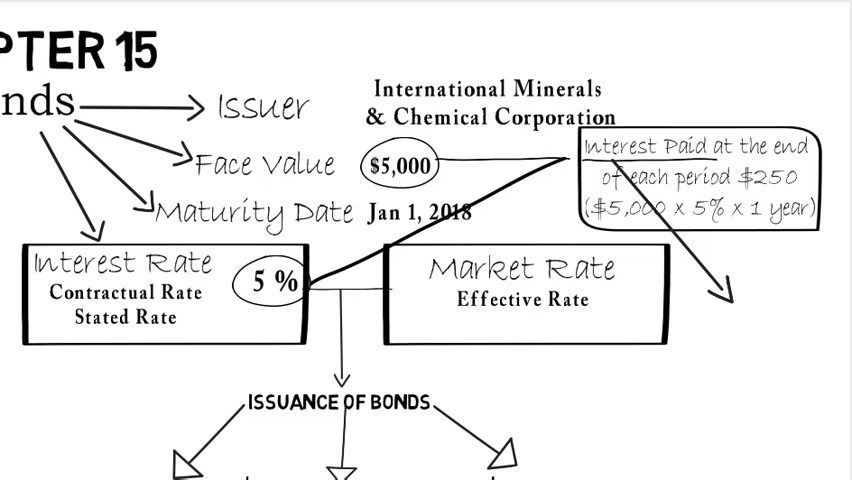 PTER 15
nds
Issuer
International Minerals
& Chemical Corporation
Face Value
$5,000
Interest Paid at the end
of each period $250
($5,000 x 5% x 1 year)
Maturity Date
Jan 1, 2018
Interest Rate
Contractual Rate
Stated Rate
5 %
Market Rate
Effective Rate
ISSUANCE OF BONDS